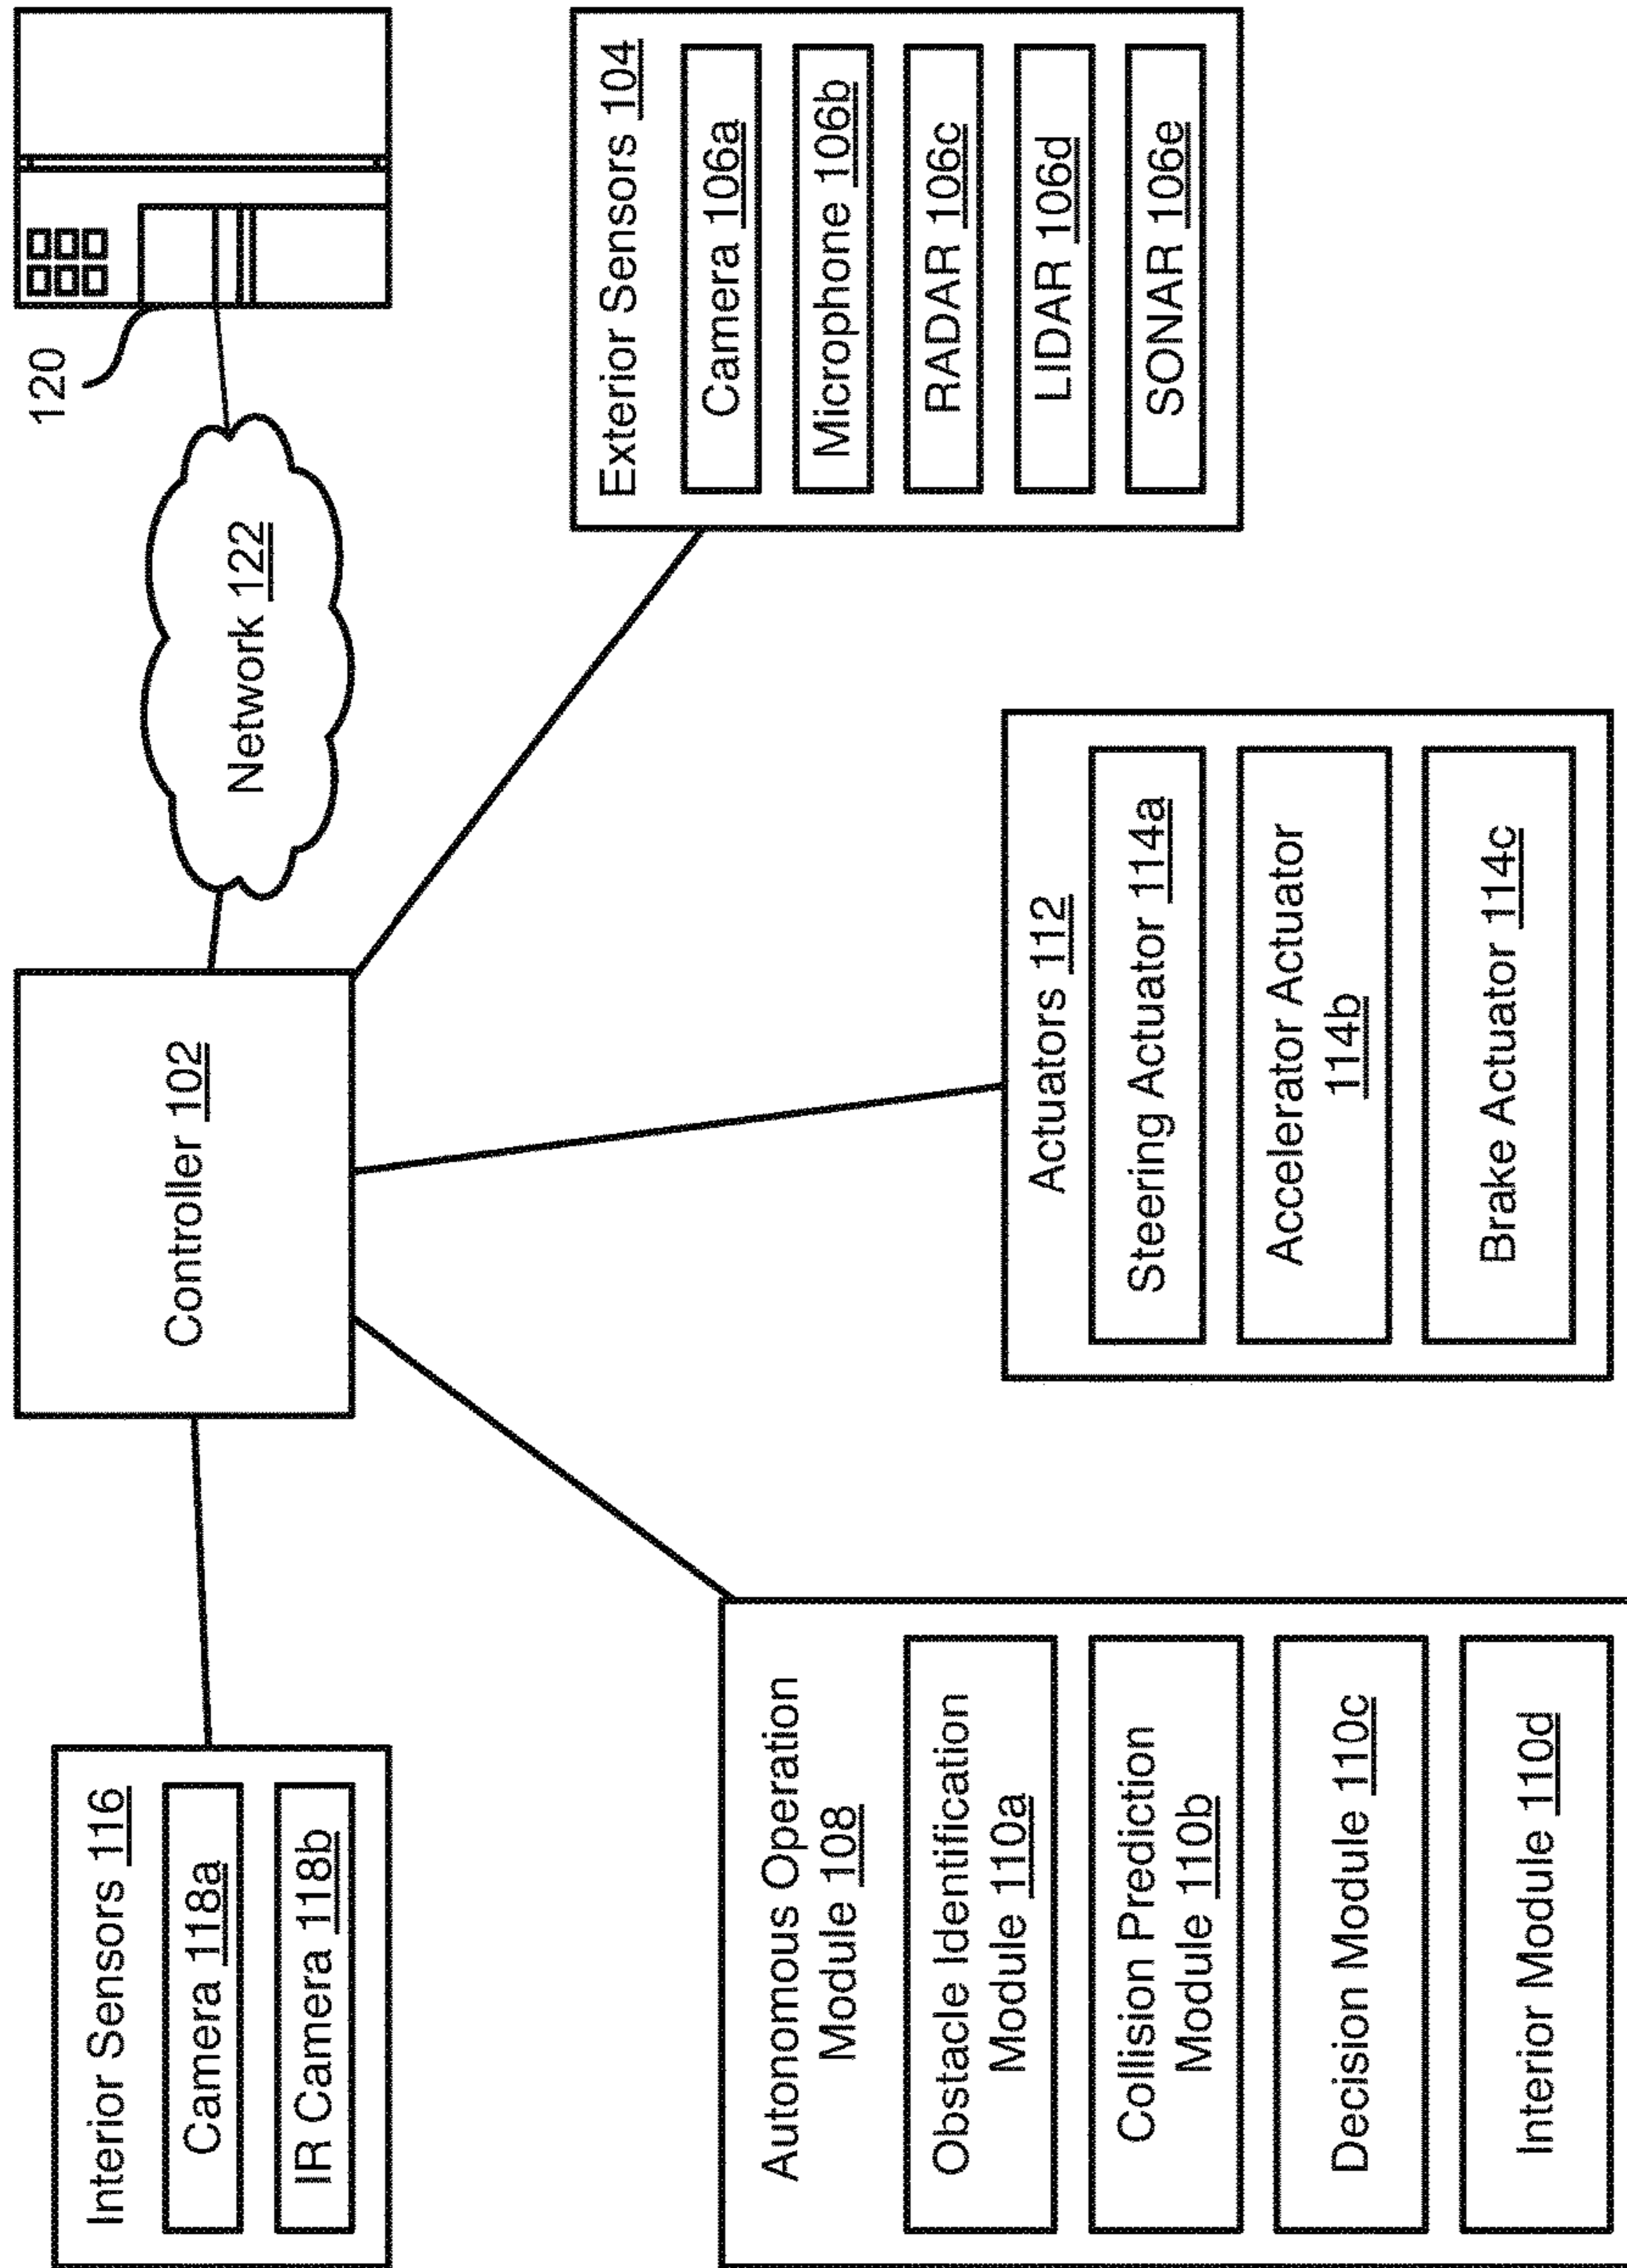 120
Network 122
Controller 102
Interior Sensors 116
Camera 118a
IR Camera 118b
Exterior Sensors 104
Camera 106a
Microphone 106b
RADAR 106c
LIDAR 106d
SONAR 106e
Autonomous Operation
Module 108
Obstacle Identification
Module 110a
Collision Prediction
Module 110b
Decision Module 110c
Interior Module 110d
Actuators 112
Steering Actuator 114a
Accelerator Actuator
114b
Brake Actuator 114c